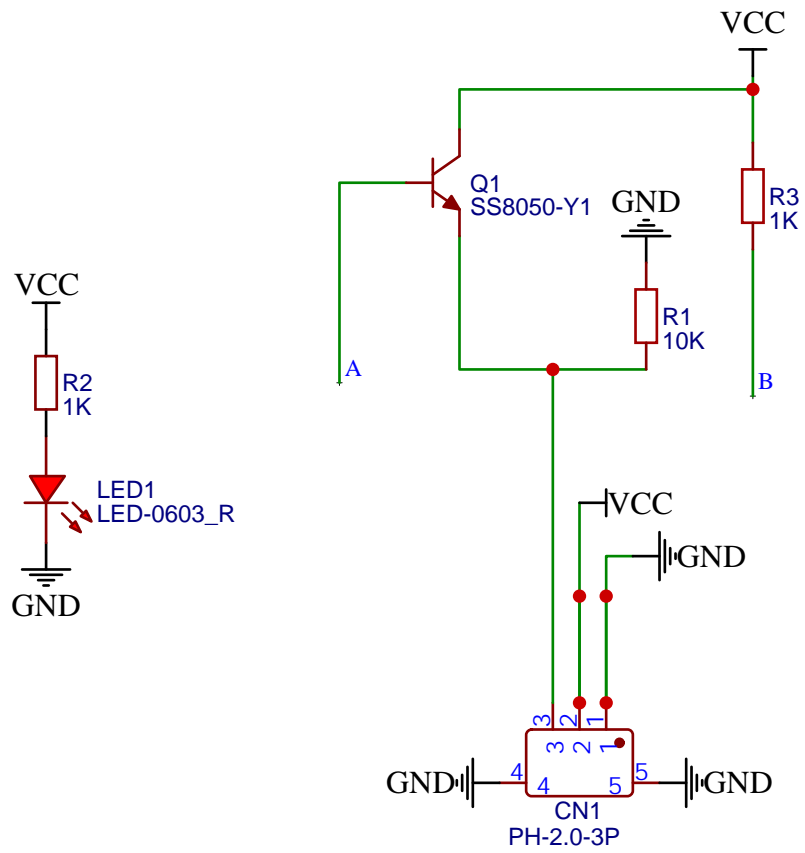 VCC
Q1
SS8050-Y1
GND
R3
1K
VCC
R1
10K
A
B
R2
1K
LED1
LED-0603_R
VCC
GND
GND
3 2 1
3 2 1
GND 4 4 5 5 GND
CN1
PH-2.0-3P